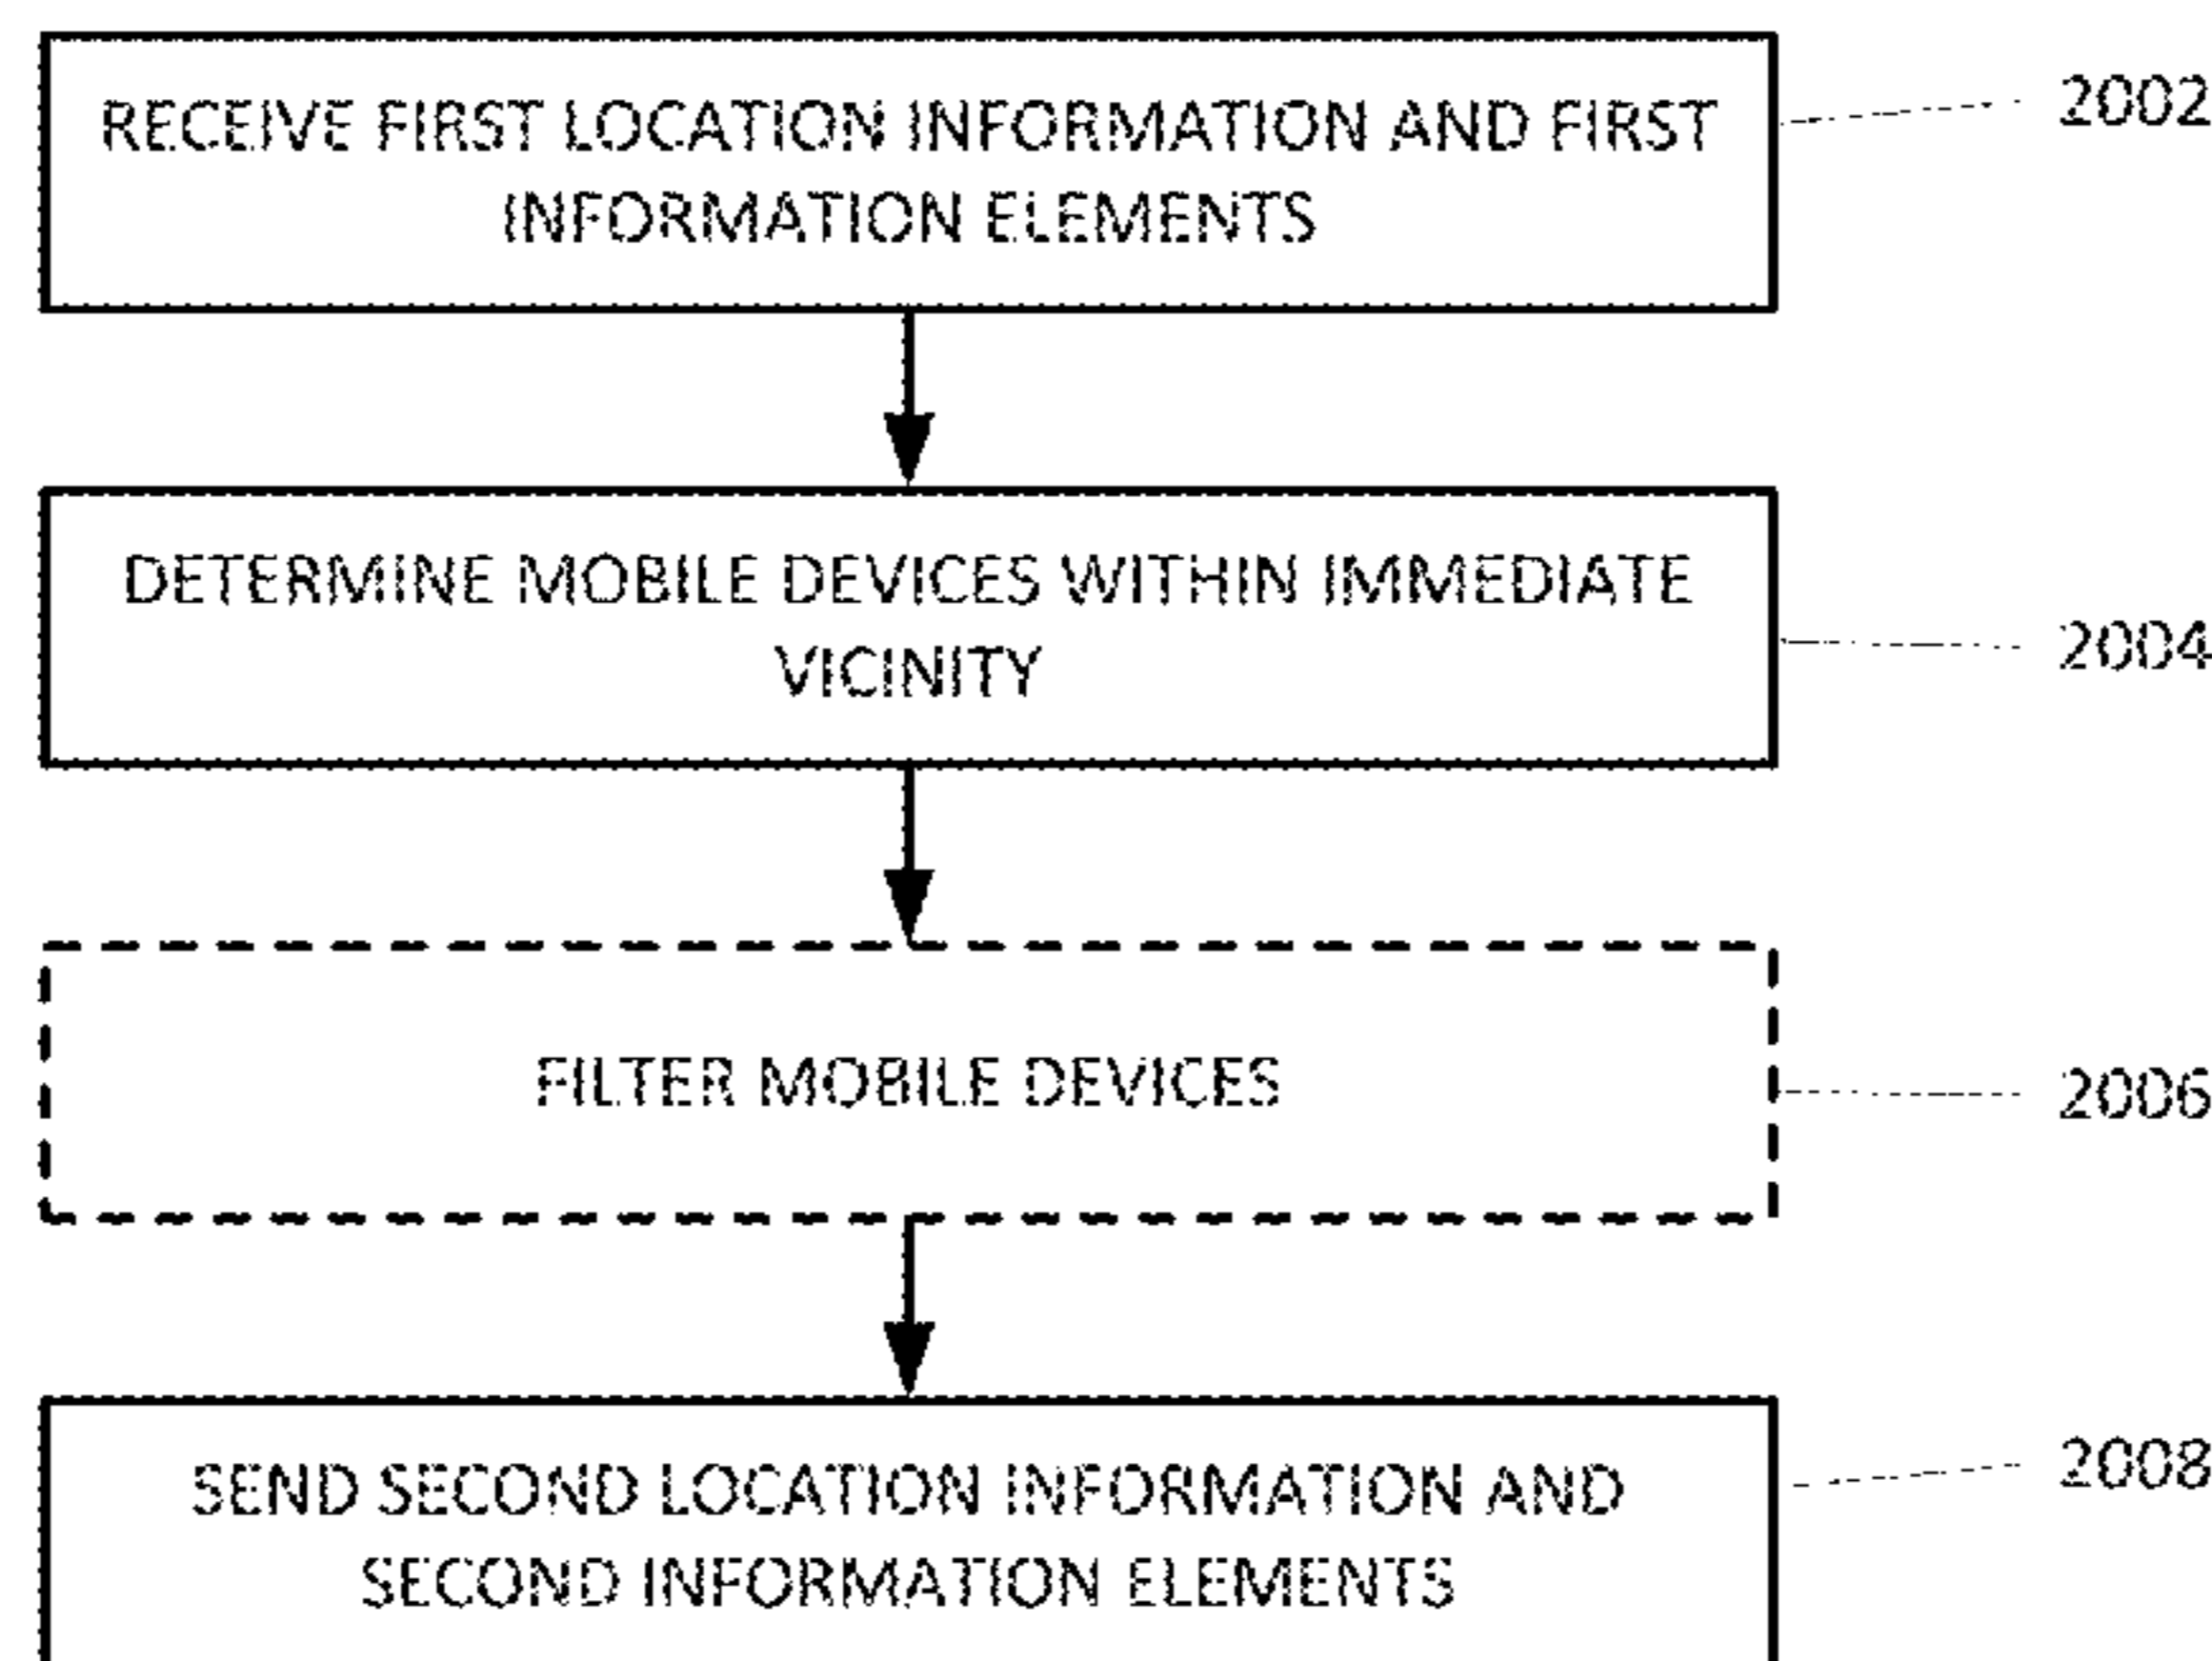 RECEIVE FIRST LOCATION INFORMATION AND FIRST
INFORMATION ELEMENTS
2002
DETERMINE MOBILE DEVICES WITHIN IMMEDIATE
VICINITY
2004
FILTER MOBILE DEVICES
2006
SEND SECOND LOCATION INFORMATION AND
SECOND INFORMATION ELEMENTS
2008